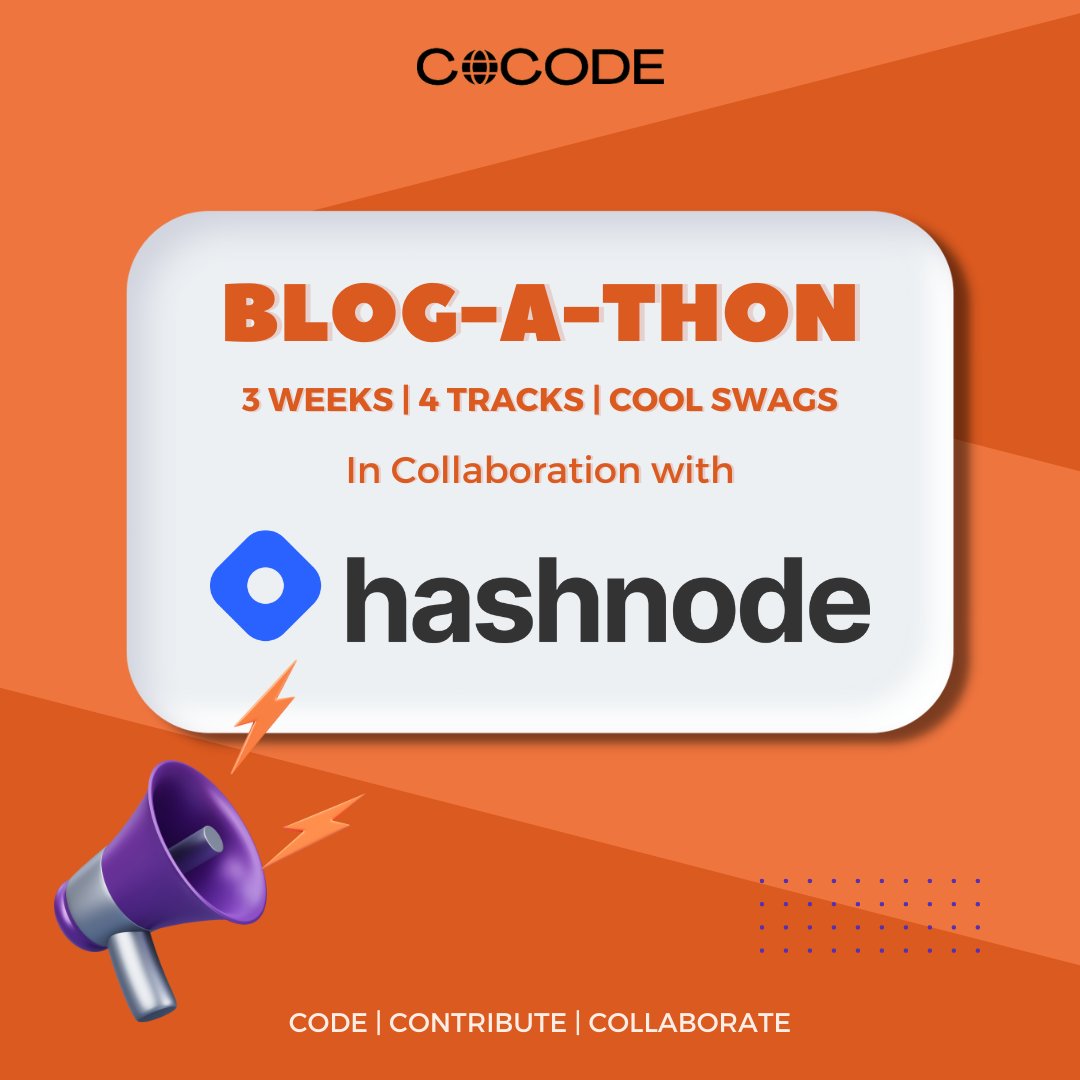 COCODE
BLOG-A-THON
3 WEEKS | 4 TRACKS | COOL SWAGS
In Collaboration with
hashnode
CODE | CONTRIBUTE | COLLABORATE